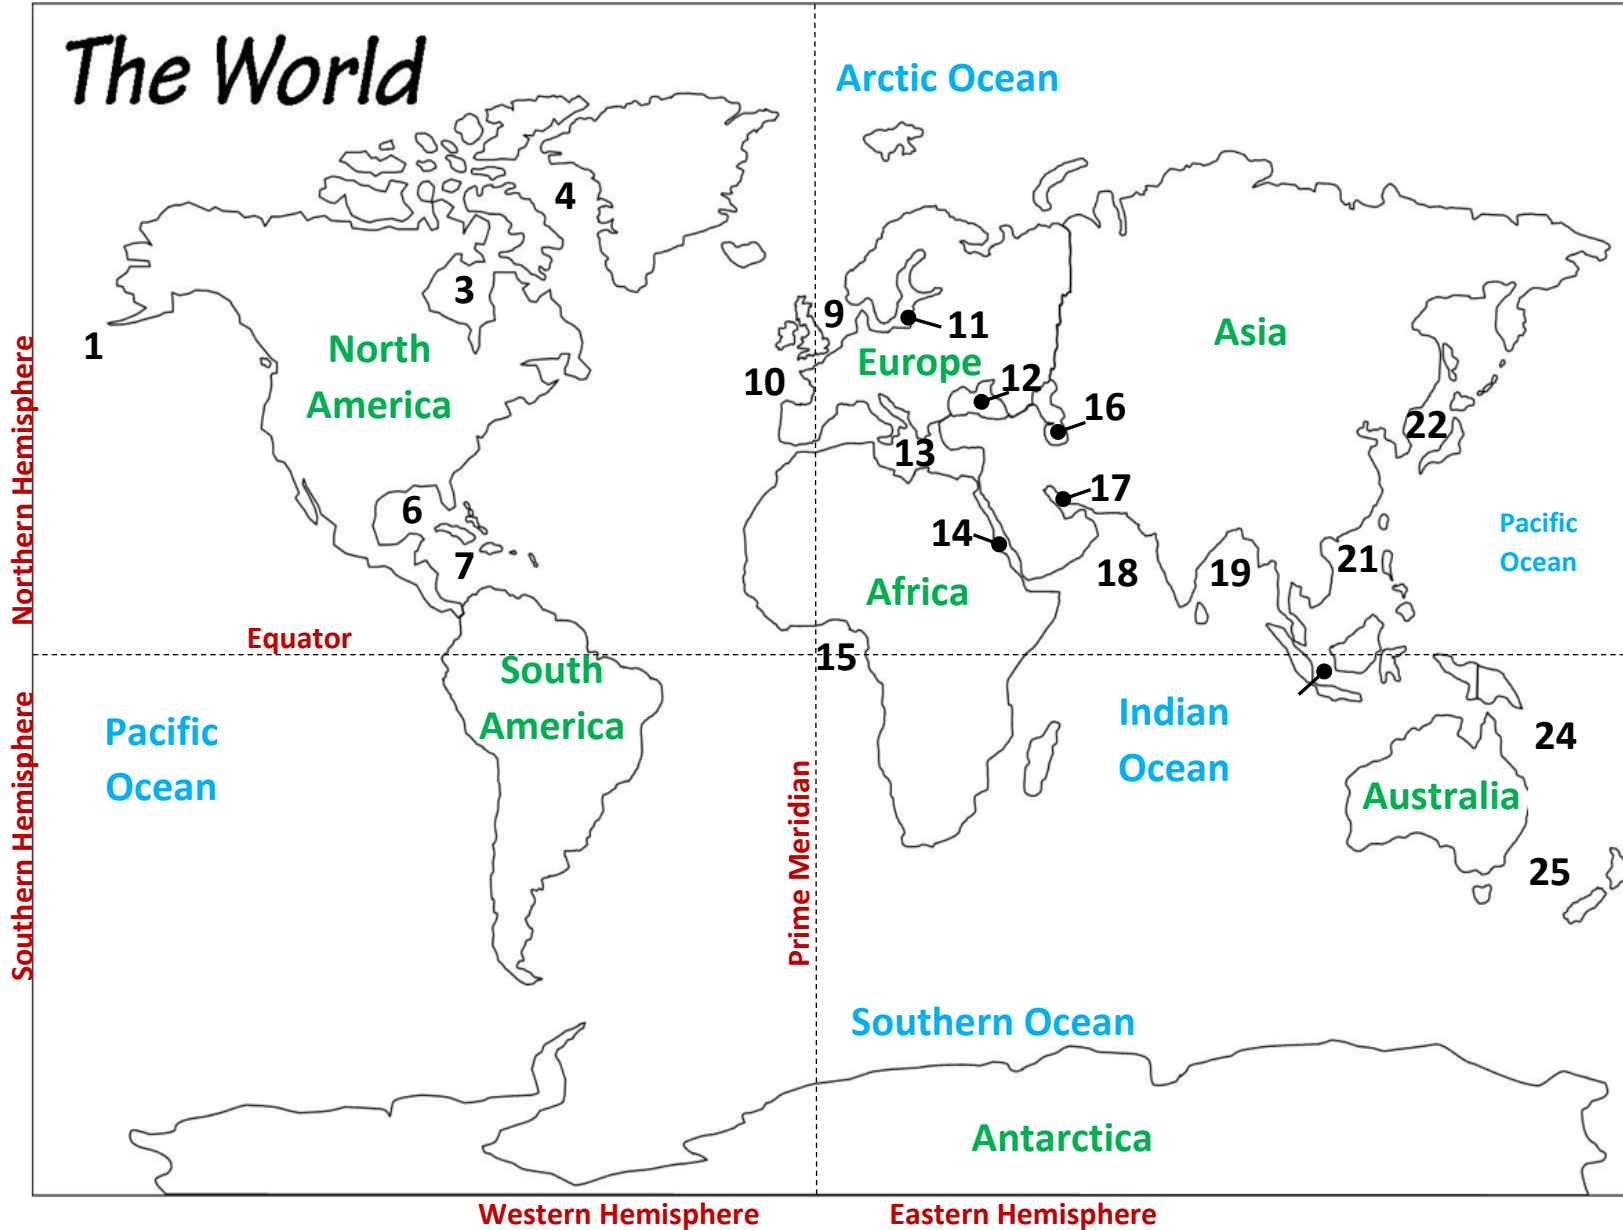 The World
Arctic Ocean
4
3
9
11
1
North
America
Asia
Europe
10
12
16
22
13
6
17
14
7
18
19
21
Pacific
Ocean
Africa
Northern Hemisphere
Equator
15
South
America
Pacific
Ocean
Indian
Ocean
24
Australia
25
Southern Hemisphere
Prime Meridian
Southern Ocean
Antarctica
Western Hemisphere
Eastern Hemisphere